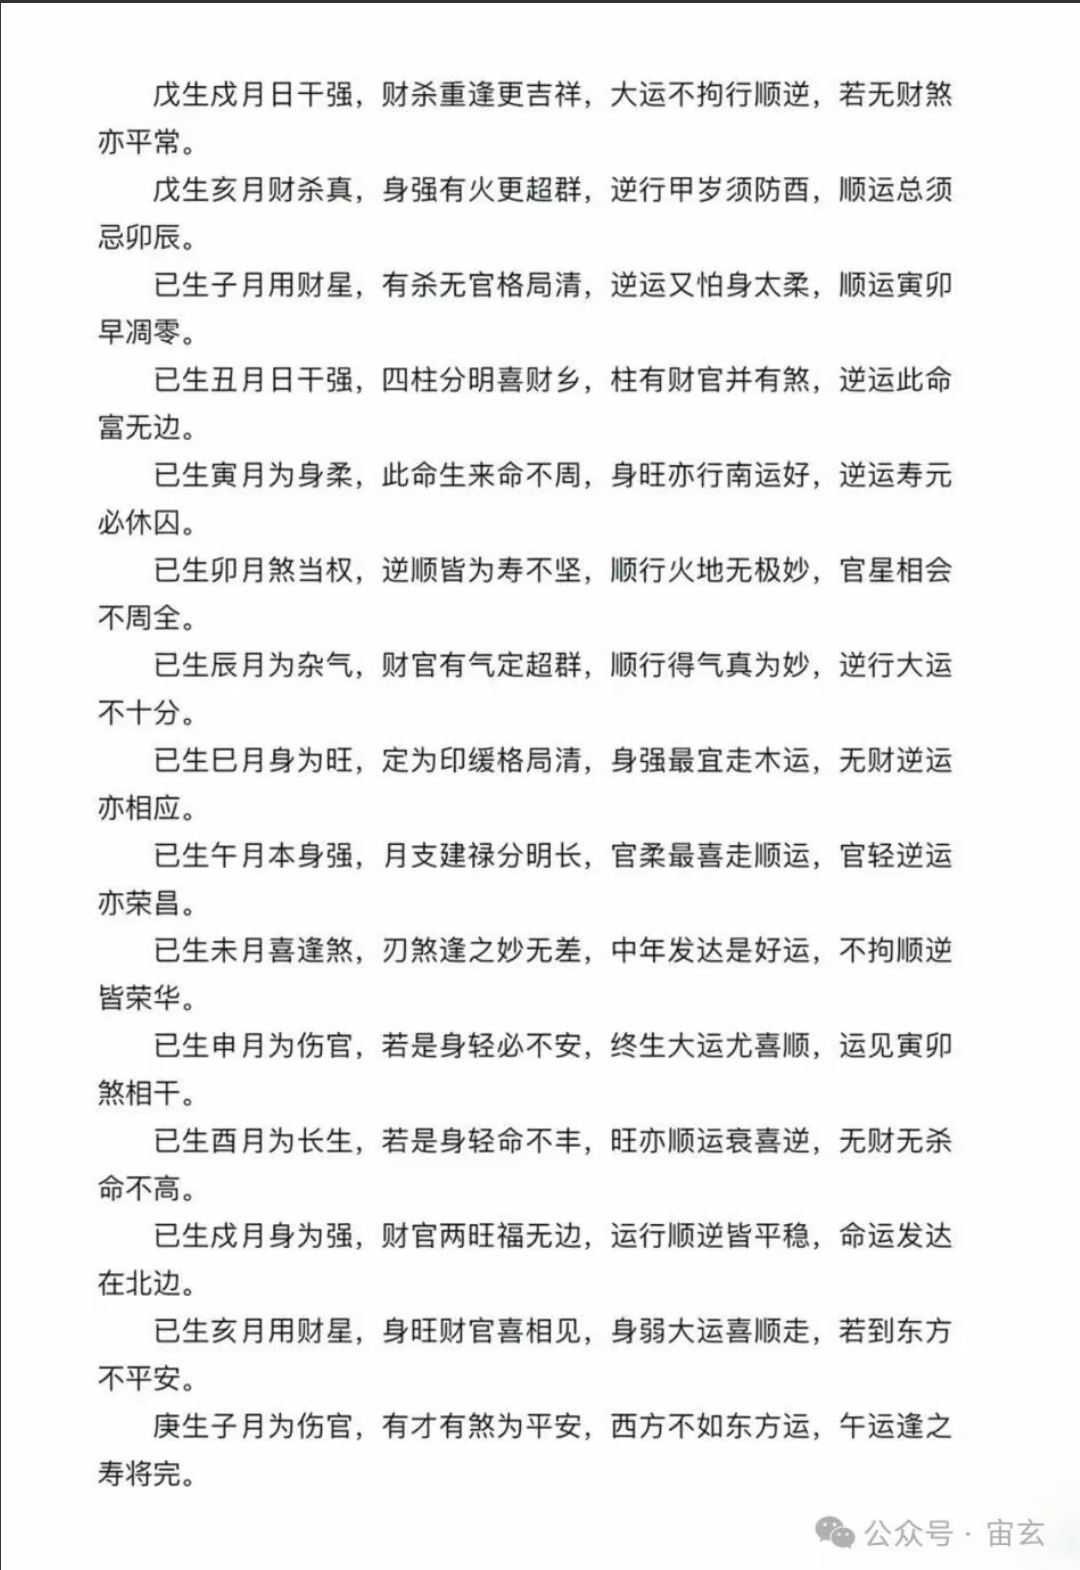 戊生戌月日干强，财杀重逢更吉祥，大运不拘行顺逆，若无财煞
亦平常。
戊生亥月财杀真，身强有火更超群，逆行甲岁须防酉，顺运总须
忌卯辰。
已生子月用财星，有杀无官格局清，逆运又怕身太柔，顺运寅卯
早凋零。
已生丑月日干强，四柱分明喜财乡，柱有财官并有煞，逆运此命
富无边。
已生寅月为身柔，此命生来命不周，身旺亦行南运好，逆运寿元
必休囚。
已生卯月煞当权，逆顺皆为寿不坚，顺行火地无极妙，官星相会
不周全。
已生辰月为杂气，财官有气定超群，顺行得气真为妙，逆行大运
不十分。
已生巳月身为旺，定为印缓格局清，身强最宜走木运，无财逆运
亦相应。
已生午月本身强，月支建禄分明长，官柔最喜走顺运，官轻逆运
亦荣昌。
已生未月喜逢煞，刃煞逢之妙无差，中年发达是好运，不拘顺逆
皆荣华。
已生申月为伤官，若是身轻必不安，终生大运尤喜顺，运见寅卯
煞相干。
已生酉月为长生，若是身轻命不丰，旺亦顺运衰喜逆，无财无杀
命不高。
已生戌月身为强，财官两旺福无边，运行顺逆皆平稳，命运发达
在北边。
已生亥月用财星，身旺财官喜相见，身弱大运喜顺走，若到东方
不平安。
庚生子月为伤官，有才有煞为平安，西方不如东方运，午运逢之
寿将完。
公众号·宙玄